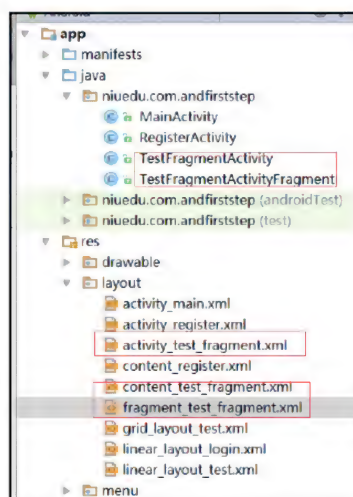 app
manifests
java
niuedu.com.andfirststep
MainActivity
RegisterActivity
TestFragmentActivity
TestFragmentActivityFragment
niuedu.com.andfirststep (androidTest)
niuedu.com.andfirststep (test)
res
drawable
layout
activity_main.xml
activity_register.xml
activity_test_fragment.xml
content_register.xml
content_test_fragment.xml
fragment_test_fragment.xml
grid_layout_test.xml
linear_layout_login.xml
linear_layout_test.xml
menu